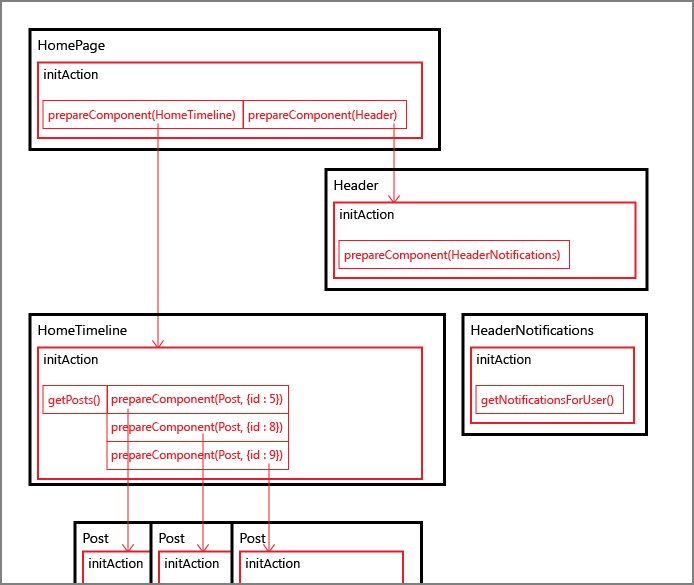 HomePage
initAction
prepareComponent(HomeTimeline) prepareComponent(Header)
Header
initAction
prepareComponent(HeaderNotifications)
HomeTimeline
initAction
getPosts() prepareComponent(Post, {id : 5})
prepareComponent(Post, {id : 8})
prepareComponent(Post, {id : 9})
HeaderNotifications
initAction
getNotificationsForUser()
Post
initAction
Post
initAction
Post
initAction